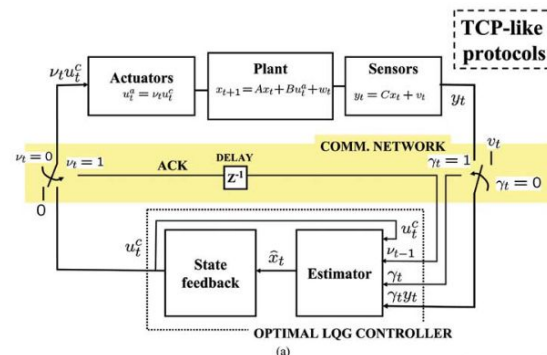 TCP-like
protocols
Actuators
u_t^a = ν_t u_t^c
Plant
x_{t+1} = Ax_t + Bu_t^a + w_t
Sensors
y_t = Cx_t + v_t
ν_t u_t^c
y_t
COMM. NETWORK
ν_t = 0
ν_t = 1
0
ACK
DELAY
Z^{-1}
γ_t = 1
v_t
γ_t = 0
u_t^c
State
feedback
x̂_t
Estimator
u_t^c
ν_{t-1}
γ_t
γ_t y_t
OPTIMAL LQG CONTROLLER
(a)